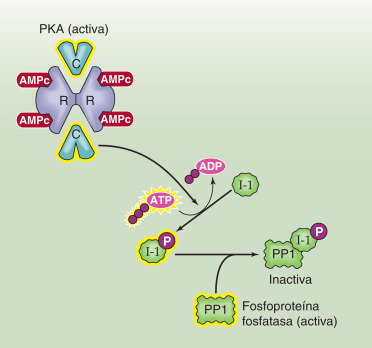 PKA (activa)
C
AMPc
AMPc
R
R
AMPc
AMPc
C
ADP
ATP
I-1
P
I-1
P
I-1
PP1
Inactiva
PP1
Fosfoproteína
fosfatasa (activa)